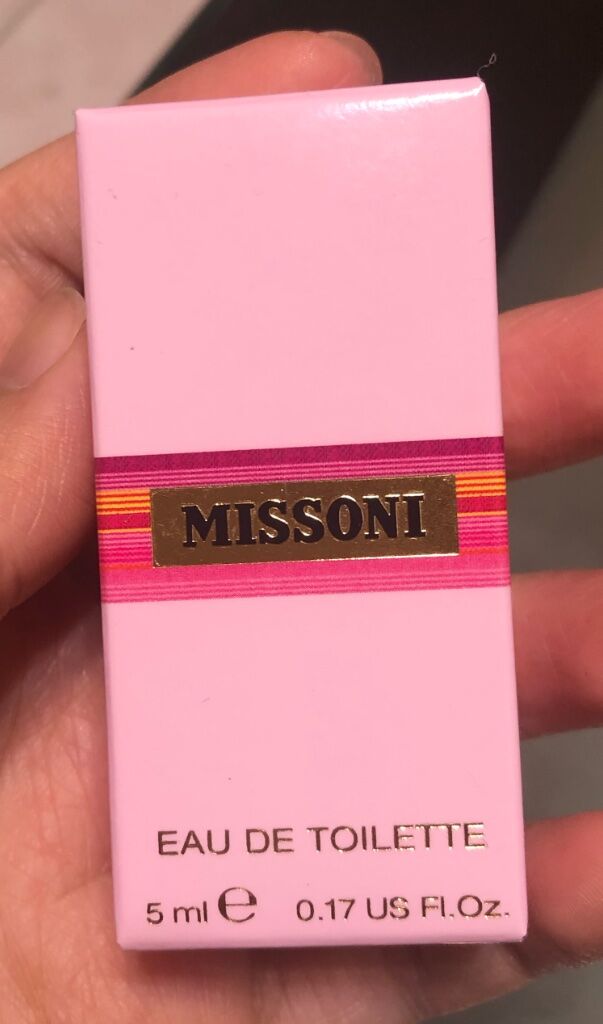 MISSONI
EAU DE TOILETTE
5 ml ℮ 0.17 US Fl.Oz.